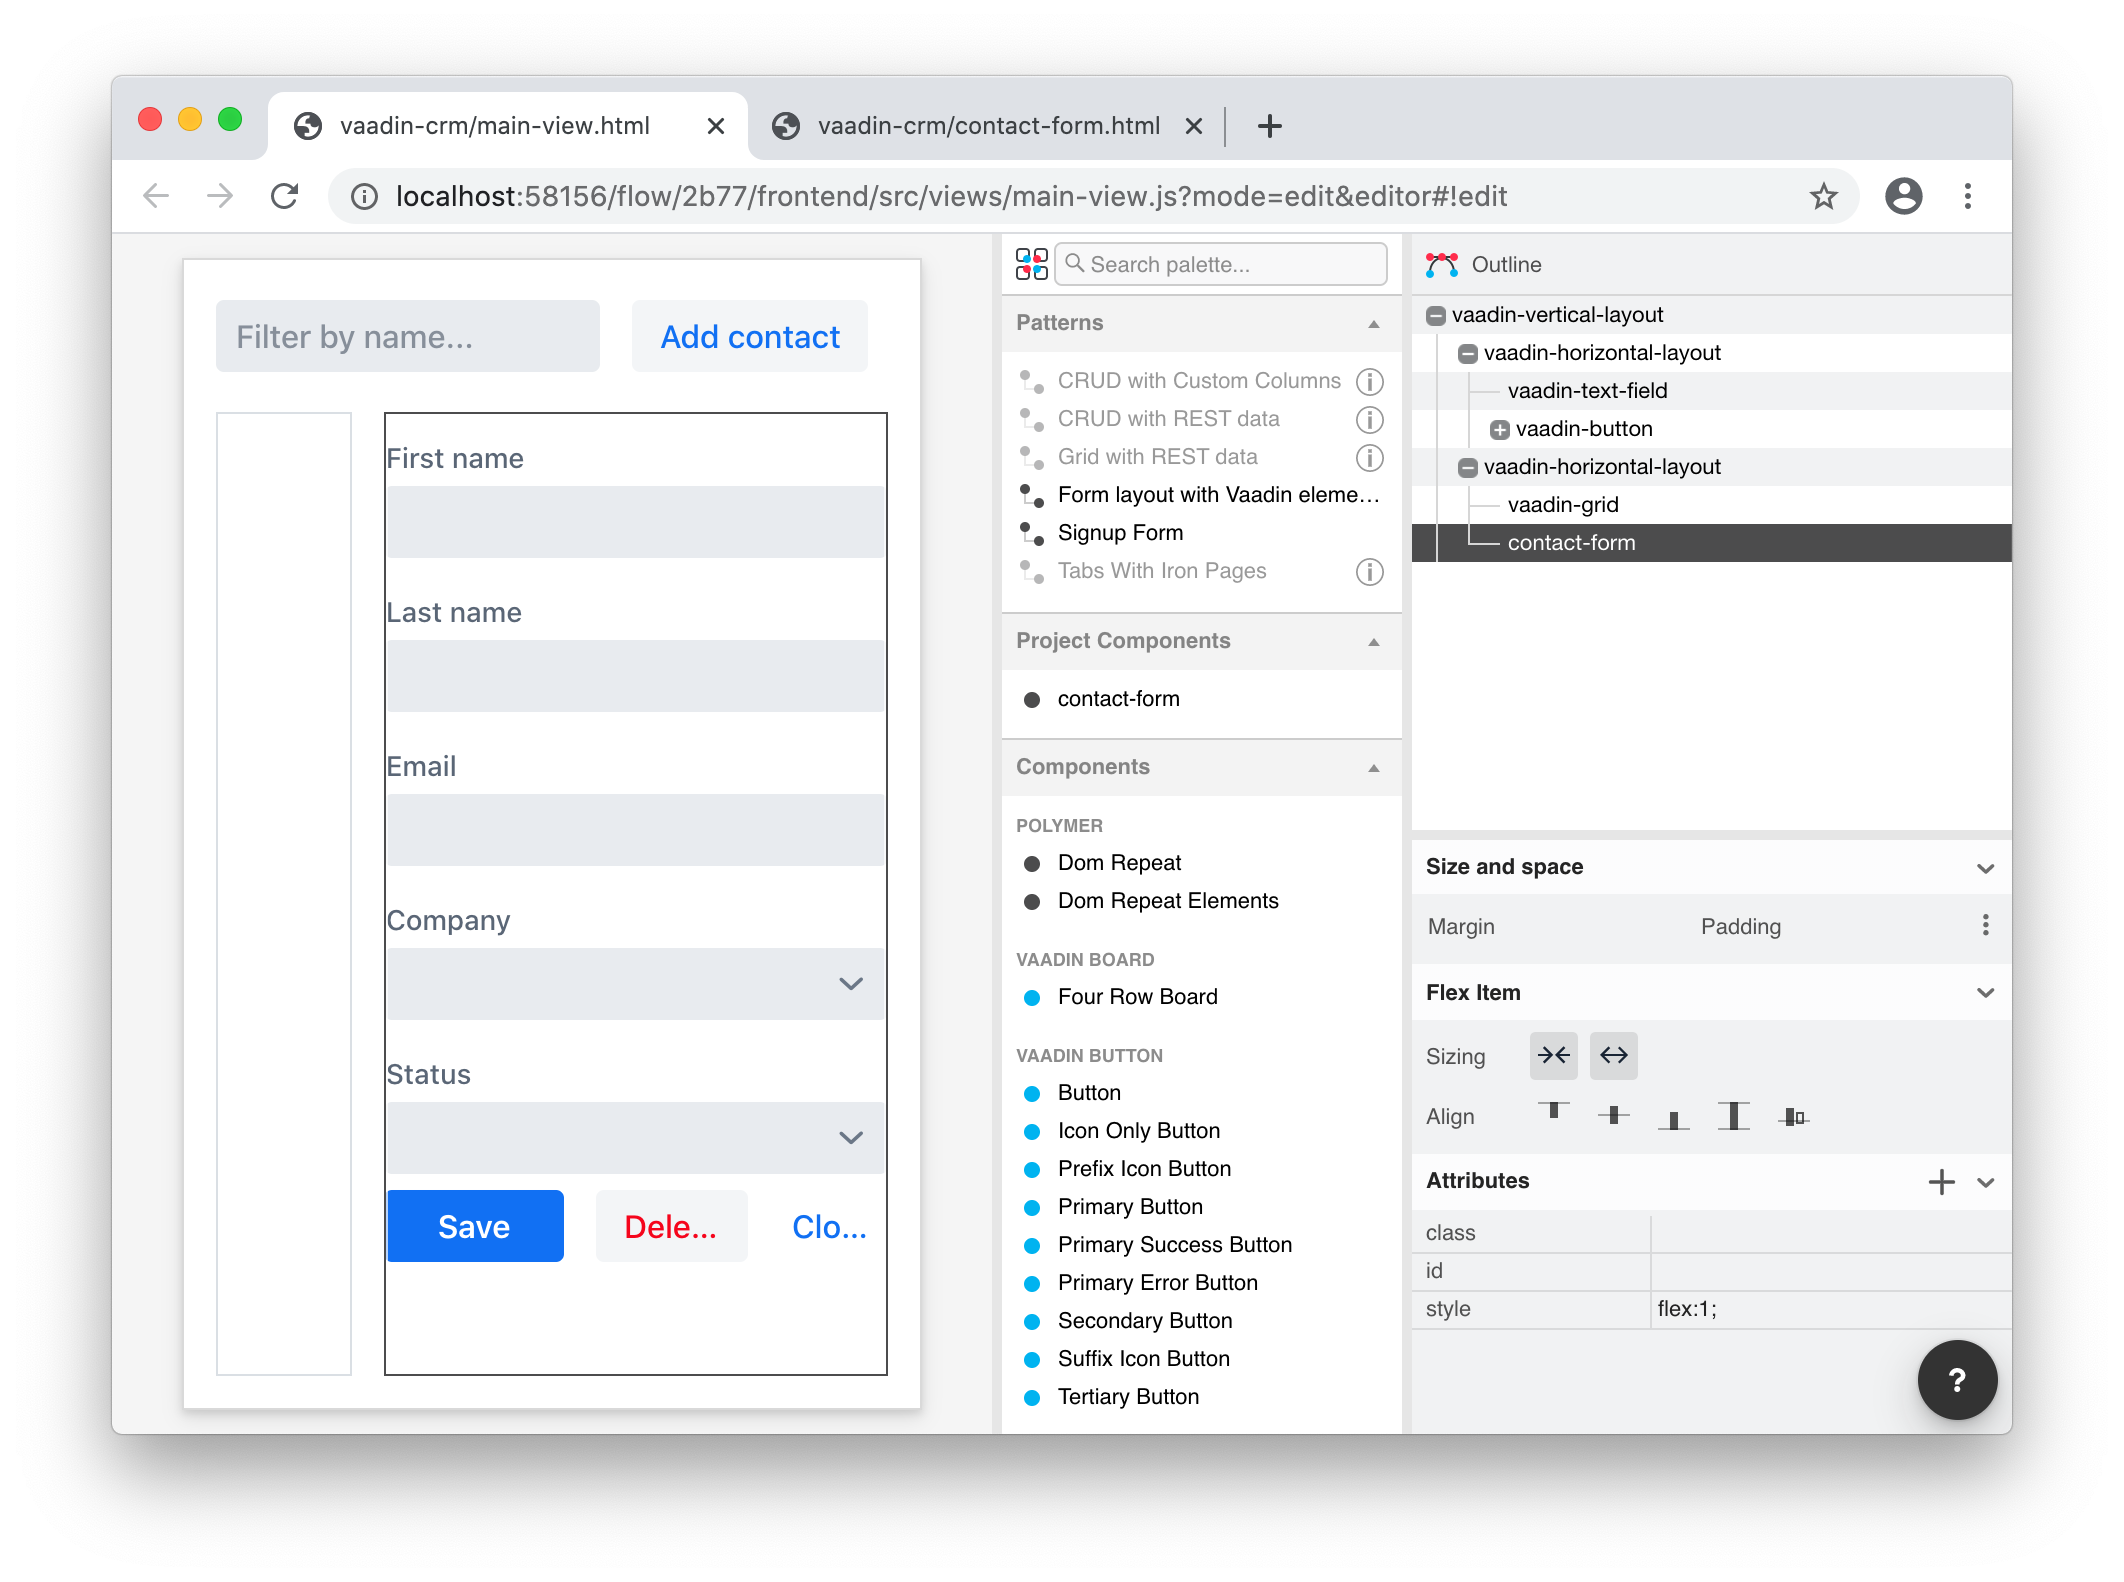 vaadin-crm/main-view.html
vaadin-crm/contact-form.html
localhost:58156/flow/2b77/frontend/src/views/main-view.js?mode=edit&editor#!edit
Filter by name...
Add contact
First name
Last name
Email
Company
Status
Save
Dele...
Clo...
Search palette...
Patterns
CRUD with Custom Columns
CRUD with REST data
Grid with REST data
Form layout with Vaadin eleme...
Signup Form
Tabs With Iron Pages
Project Components
contact-form
Components
POLYMER
Dom Repeat
Dom Repeat Elements
VAADIN BOARD
Four Row Board
VAADIN BUTTON
Button
Icon Only Button
Prefix Icon Button
Primary Button
Primary Success Button
Primary Error Button
Secondary Button
Suffix Icon Button
Tertiary Button
Outline
vaadin-vertical-layout
vaadin-horizontal-layout
vaadin-text-field
vaadin-button
vaadin-horizontal-layout
vaadin-grid
contact-form
Size and space
Margin
Padding
Flex Item
Sizing
Align
Attributes
class
id
style flex:1;
?